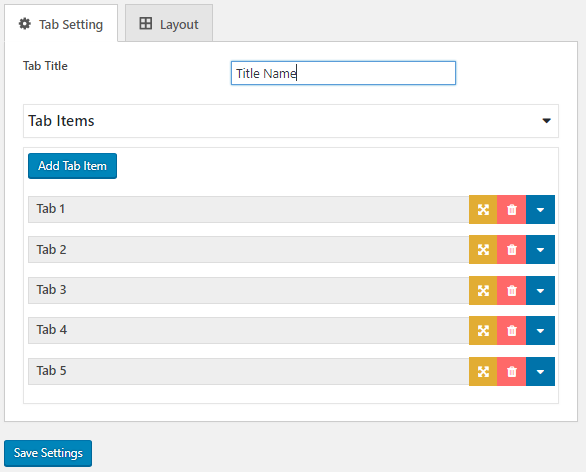 Tab Setting
Layout
Tab Title
Title Name
Tab Items
Add Tab Item
Tab 1
Tab 2
Tab 3
Tab 4
Tab 5
Save Settings